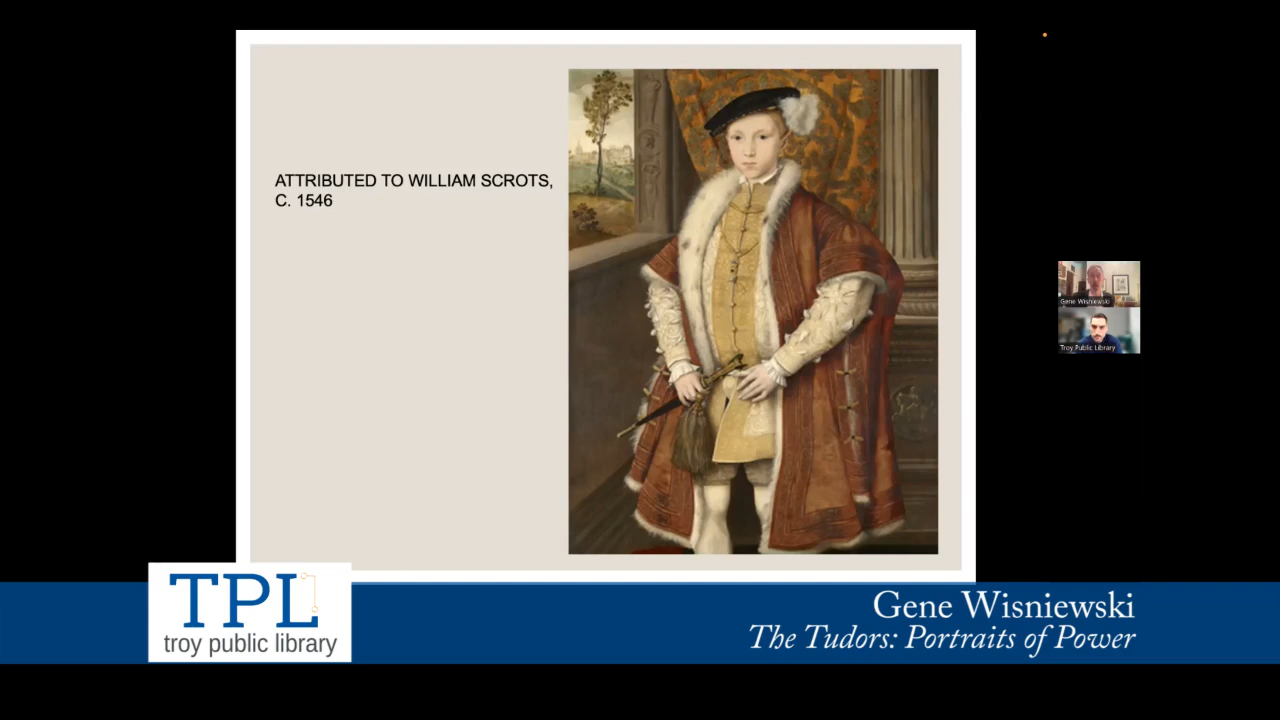 ATTRIBUTED TO WILLIAM SCROTS,
C. 1546
Gene Wisniewski
Troy Public Library
TPL
troy public library
Gene Wisniewski
The Tudors: Portraits of Power